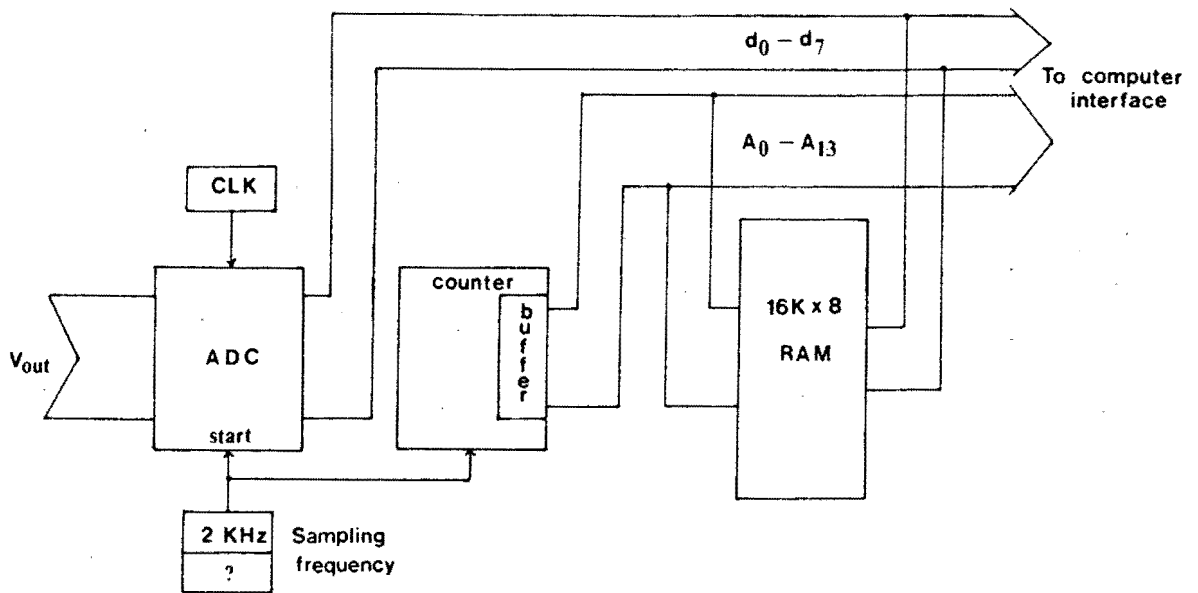 d0 – d7
To computer
interface
A0 – A13
CLK
counter
buffer
16K x 8
RAM
ADC
Vout
start
2 KHz
Sampling
frequency
?